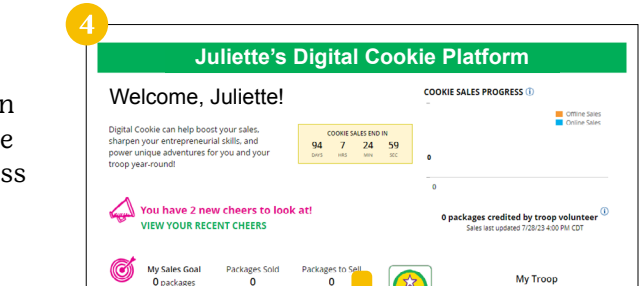 4
Juliette's Digital Cookie Platform
n
e
ss
Welcome, Juliette!
Digital Cookie can help boost your sales,
sharpen your entrepreneurial skills, and
power unique adventures for you and your
troop year-round!
COOKIE SALES END IN
94 7 24 59
DAYS HRS MIN SEC
COOKIE SALES PROGRESS
Offline Sales
Online Sales
0
0
You have 2 new cheers to look at!
VIEW YOUR RECENT CHEERS
0 packages credited by troop volunteer
Sales last updated 7/28/23 4:00 PM CDT
My Sales Goal Packages Sold Packages to Sell
0 packages 0 0
My Troop